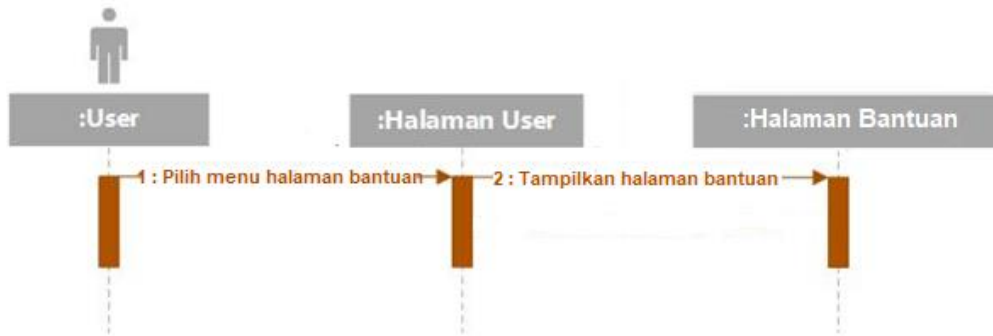 :User
:Halaman User
:Halaman Bantuan
1 : Pilih menu halaman bantuan
2 : Tampilkan halaman bantuan